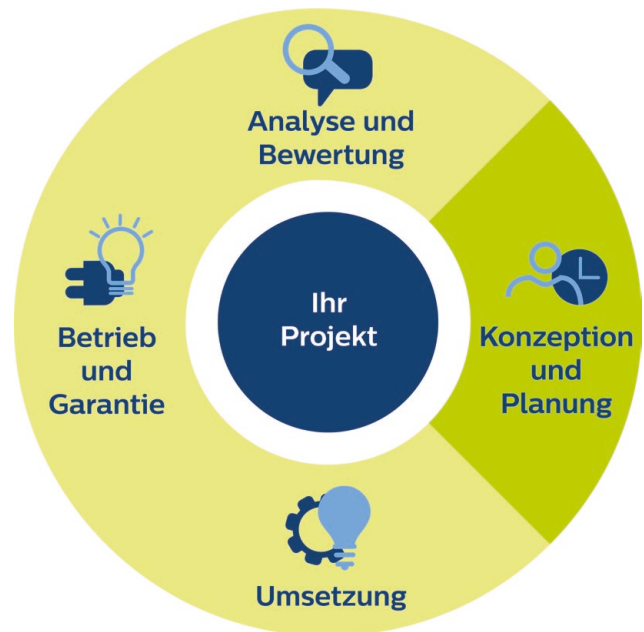 Analyse und
Bewertung
Ihr
Projekt
Konzeption
und
Planung
Betrieb
und
Garantie
Umsetzung